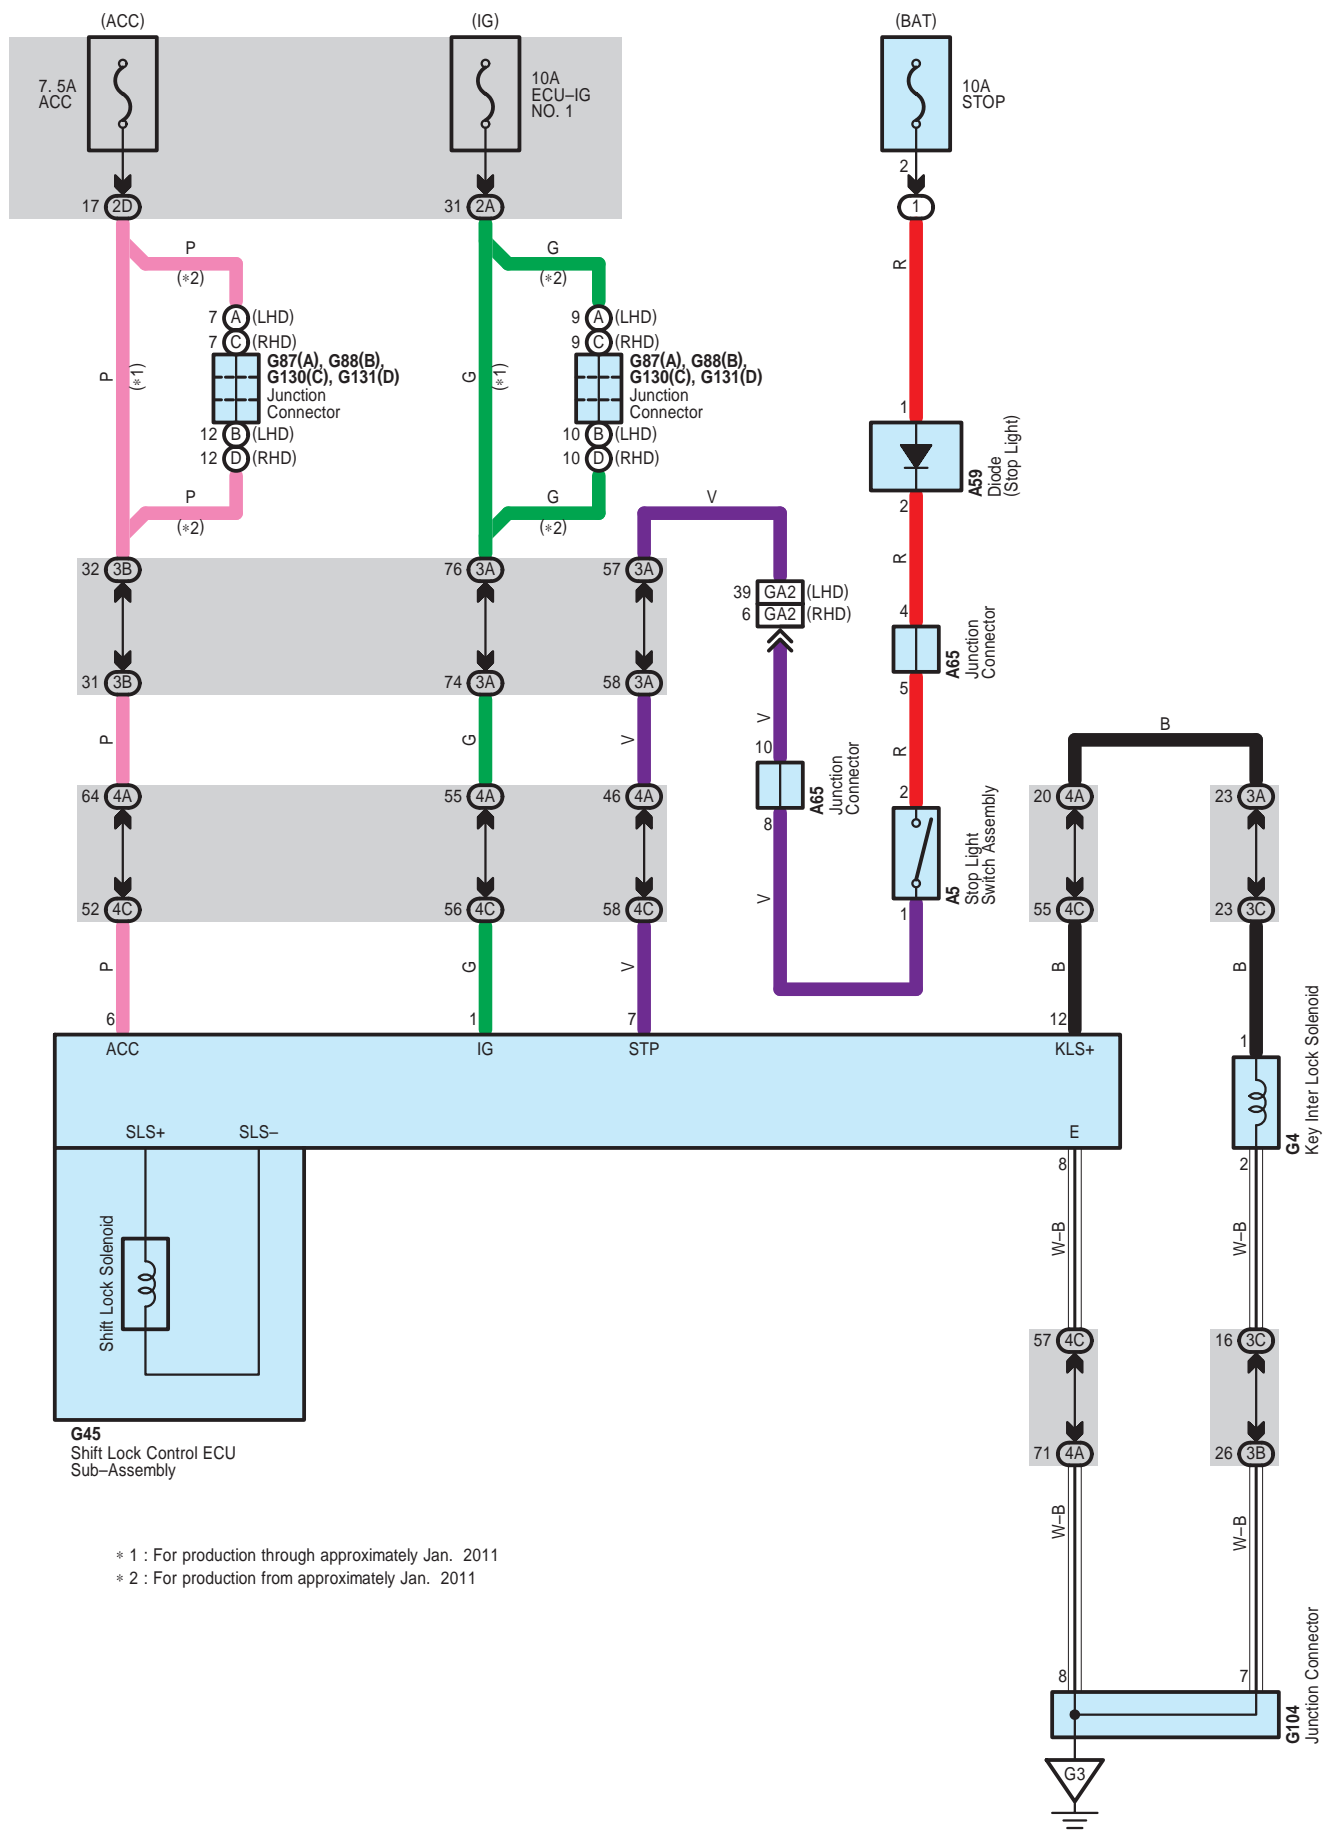 (ACC)
(IG)
(BAT)
7. 5A
ACC
10A
ECU–IG
NO. 1
10A
STOP
2
17 2D
31 2A
1
P
(∗2)
G
(∗2)
R
7 A (LHD)
7 C (RHD)
9 A (LHD)
9 C (RHD)
P
(∗1)
G87(A), G88(B),
G130(C), G131(D)
Junction
Connector
G
(∗1)
G87(A), G88(B),
G130(C), G131(D)
Junction
Connector
12 B (LHD)
12 D (RHD)
10 B (LHD)
10 D (RHD)
1
A59
Diode
(Stop Light)
2
P
(∗2)
G
(∗2)
V
R
32 3B
76 3A
57 3A
39 GA2 (LHD)
6 GA2 (RHD)
4
A65
Junction
Connector
5
31 3B
74 3A
58 3A
P
G
V
V
R
B
10
A65
Junction
Connector
8
2
A5
Stop Light
Switch Assembly
1
64 4A
55 4A
46 4A
20 4A
23 3A
V
52 4C
56 4C
58 4C
55 4C
23 3C
P
G
V
B
B
6
1
7
12
1
ACC
IG
STP
KLS+
G4
Key Inter Lock Solenoid
SLS+
SLS–
E
8
2
Shift Lock Solenoid
W–B
W–B
57 4C
16 3C
G45
Shift Lock Control ECU
Sub–Assembly
71 4A
26 3B
W–B
W–B
∗ 1 : For production through approximately Jan. 2011
∗ 2 : For production from approximately Jan. 2011
8
7
G104
Junction Connector
G3